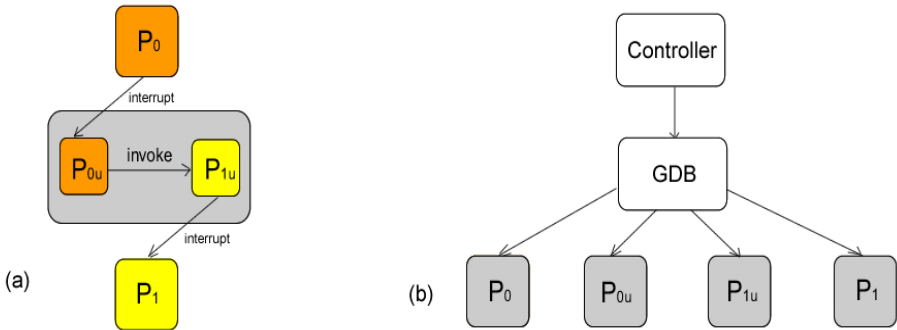 P0
interrupt
P0u
invoke
P1u
interrupt
P1
(a)
Controller
GDB
P0
P0u
P1u
P1
(b)